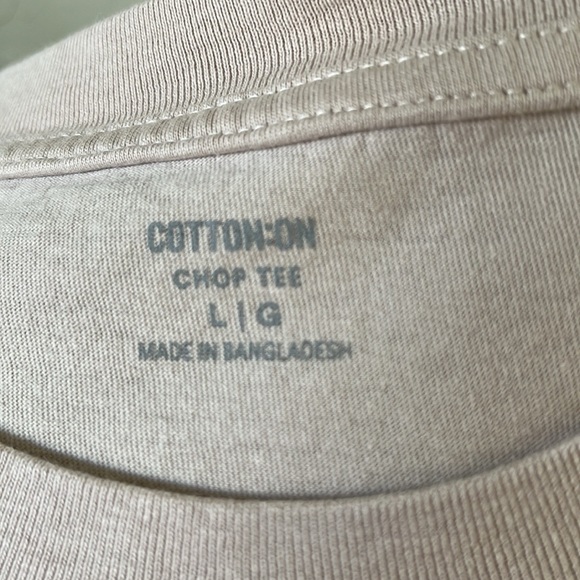 COTTON:ON
CHOP TEE
L | G
MADE IN BANGLADESH